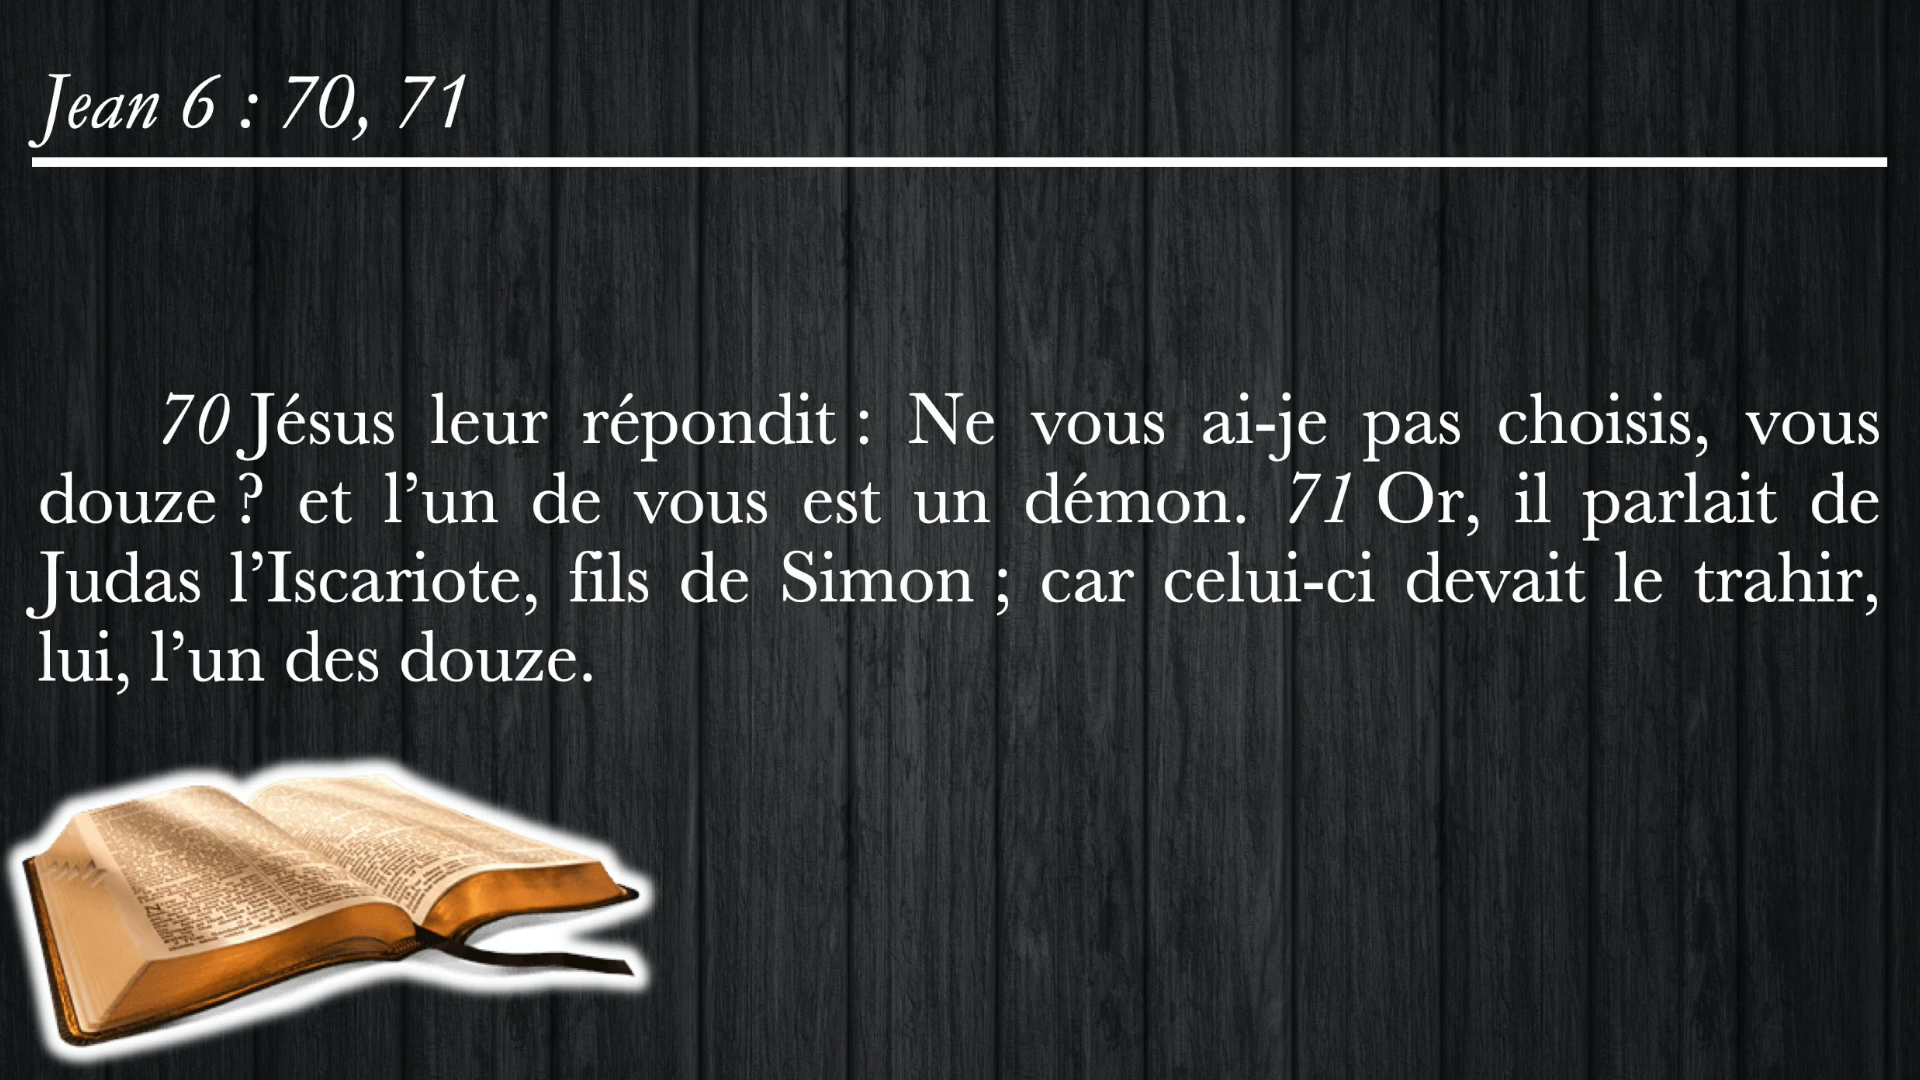 Jean 6 : 70, 71
70 Jésus leur répondit : Ne vous ai-je pas choisis, vous
douze ? et l’un de vous est un démon. 71 Or, il parlait de
Judas l’Iscariote, fils de Simon ; car celui-ci devait le trahir,
lui, l’un des douze.